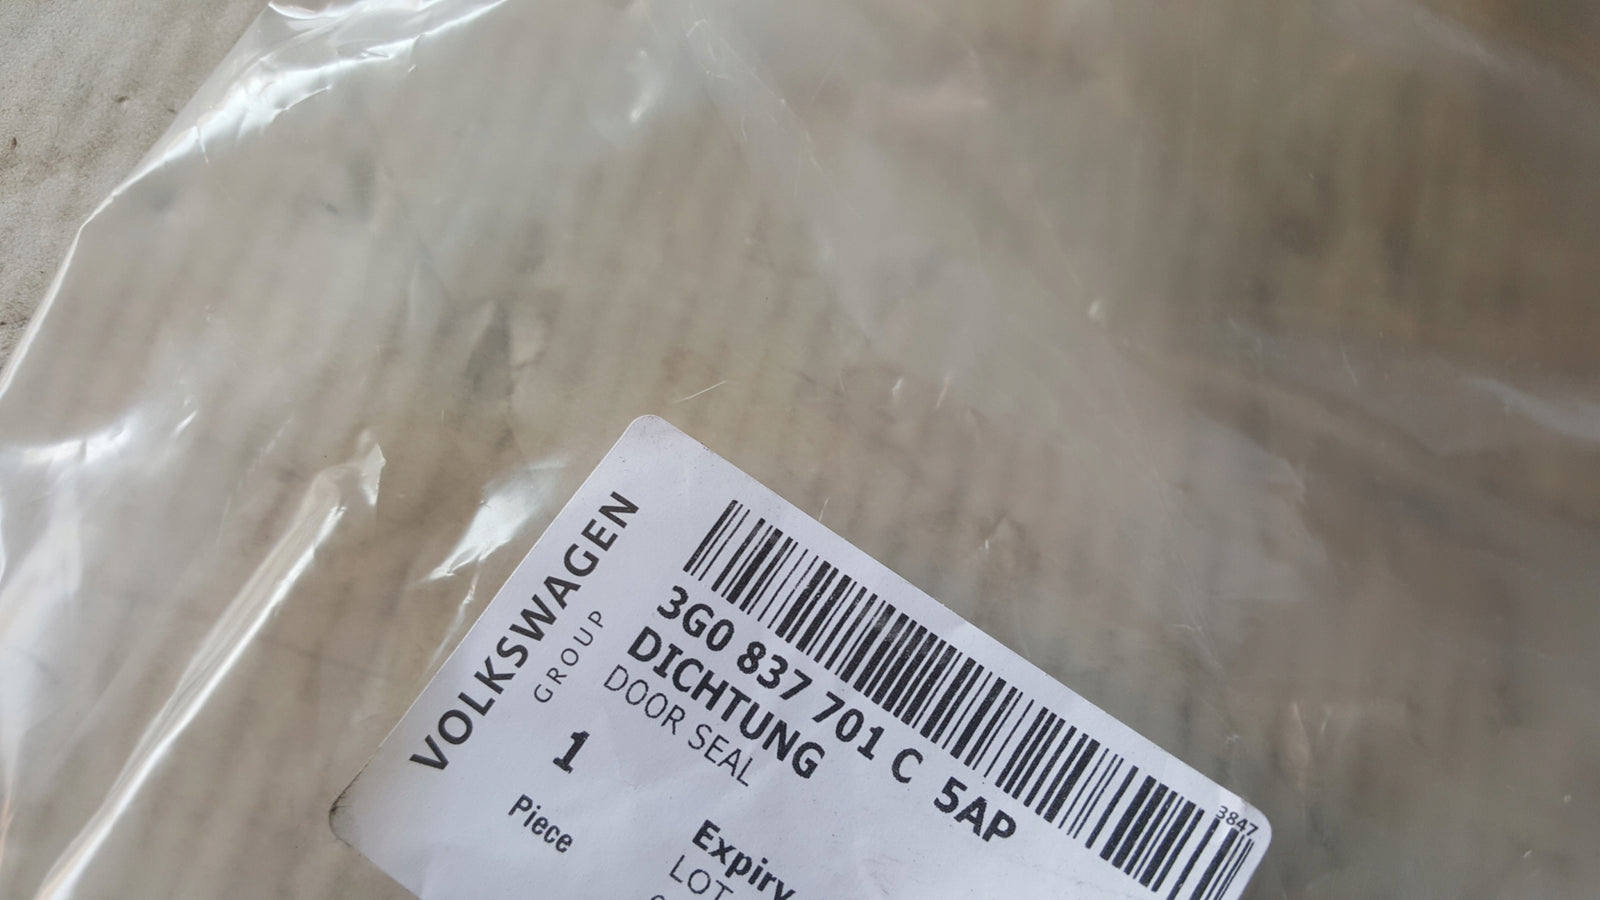 VOLKSWAGEN
GROUP
3847
3G0 837 701 C 5AP
DICHTUNG
DOOR SEAL
1
Piece
Expiry
LOT